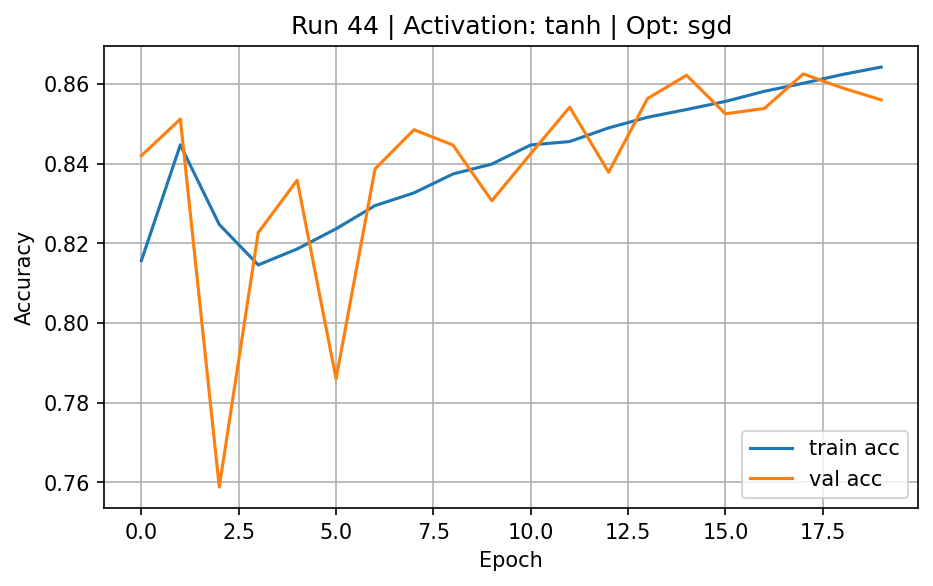 Run 44 | Activation: tanh | Opt: sgd
0.86
0.84
0.82
0.80
0.78
0.76
Accuracy
train acc
val acc
0.0 2.5 5.0 7.5 10.0 12.5 15.0 17.5
Epoch